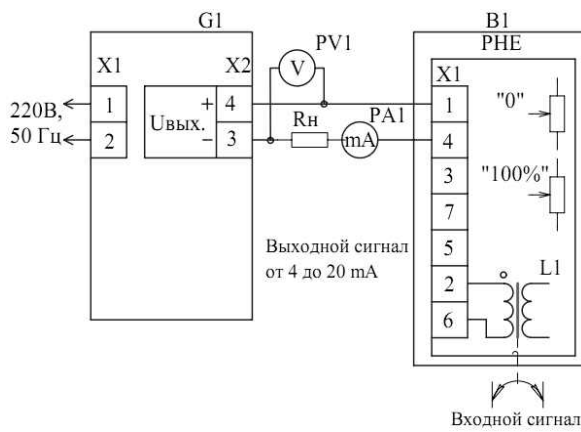 G1
PV1
B1
PHE
X1
X2
V
X1
220В,
50 Гц
1
2
Uвых.
+
−
4
3
Rн
PA1
mA
1
4
3
7
5
2
6
"0"
"100%"
L1
Выходной сигнал
от 4 до 20 mA
Входной сигнал